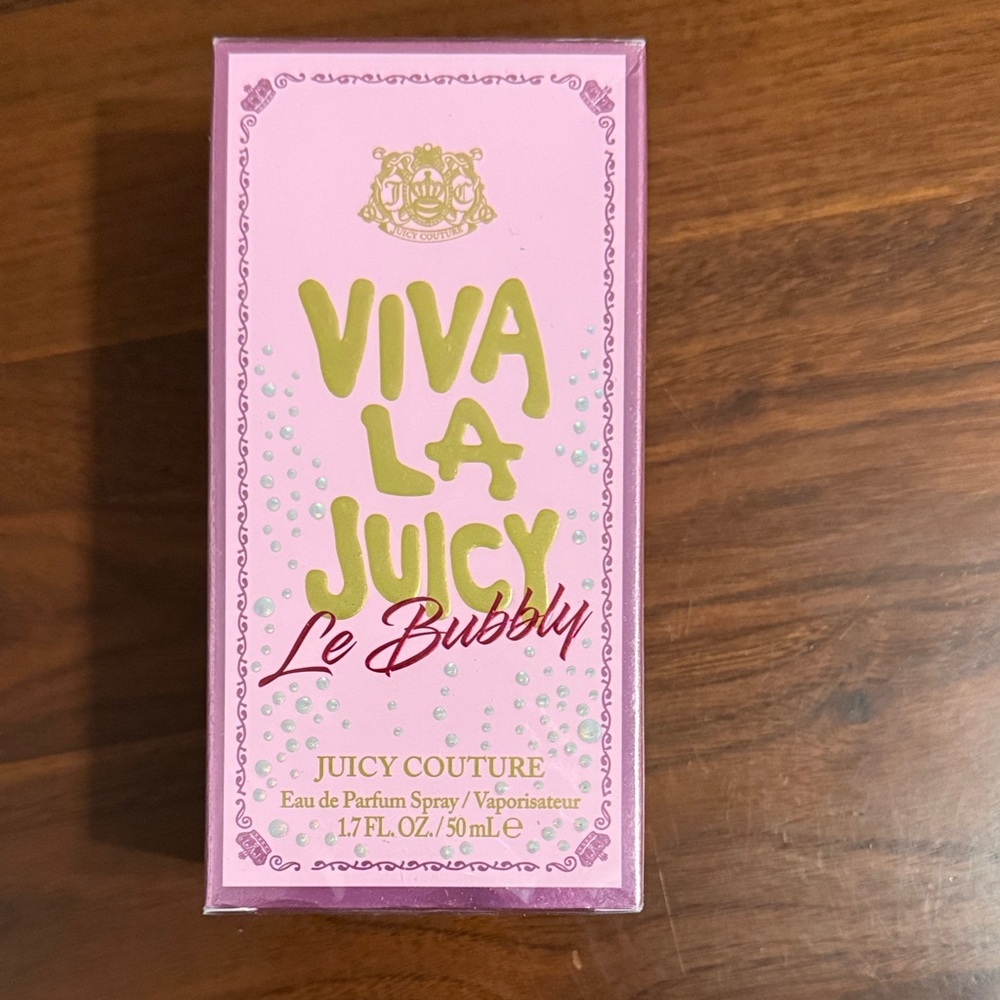 J C
JUICY COUTURE
VIVA
LA
JUICY
Le Bubbly
JUICY COUTURE
Eau de Parfum Spray / Vaporisateur
1.7 FL. OZ. / 50 mL ℮